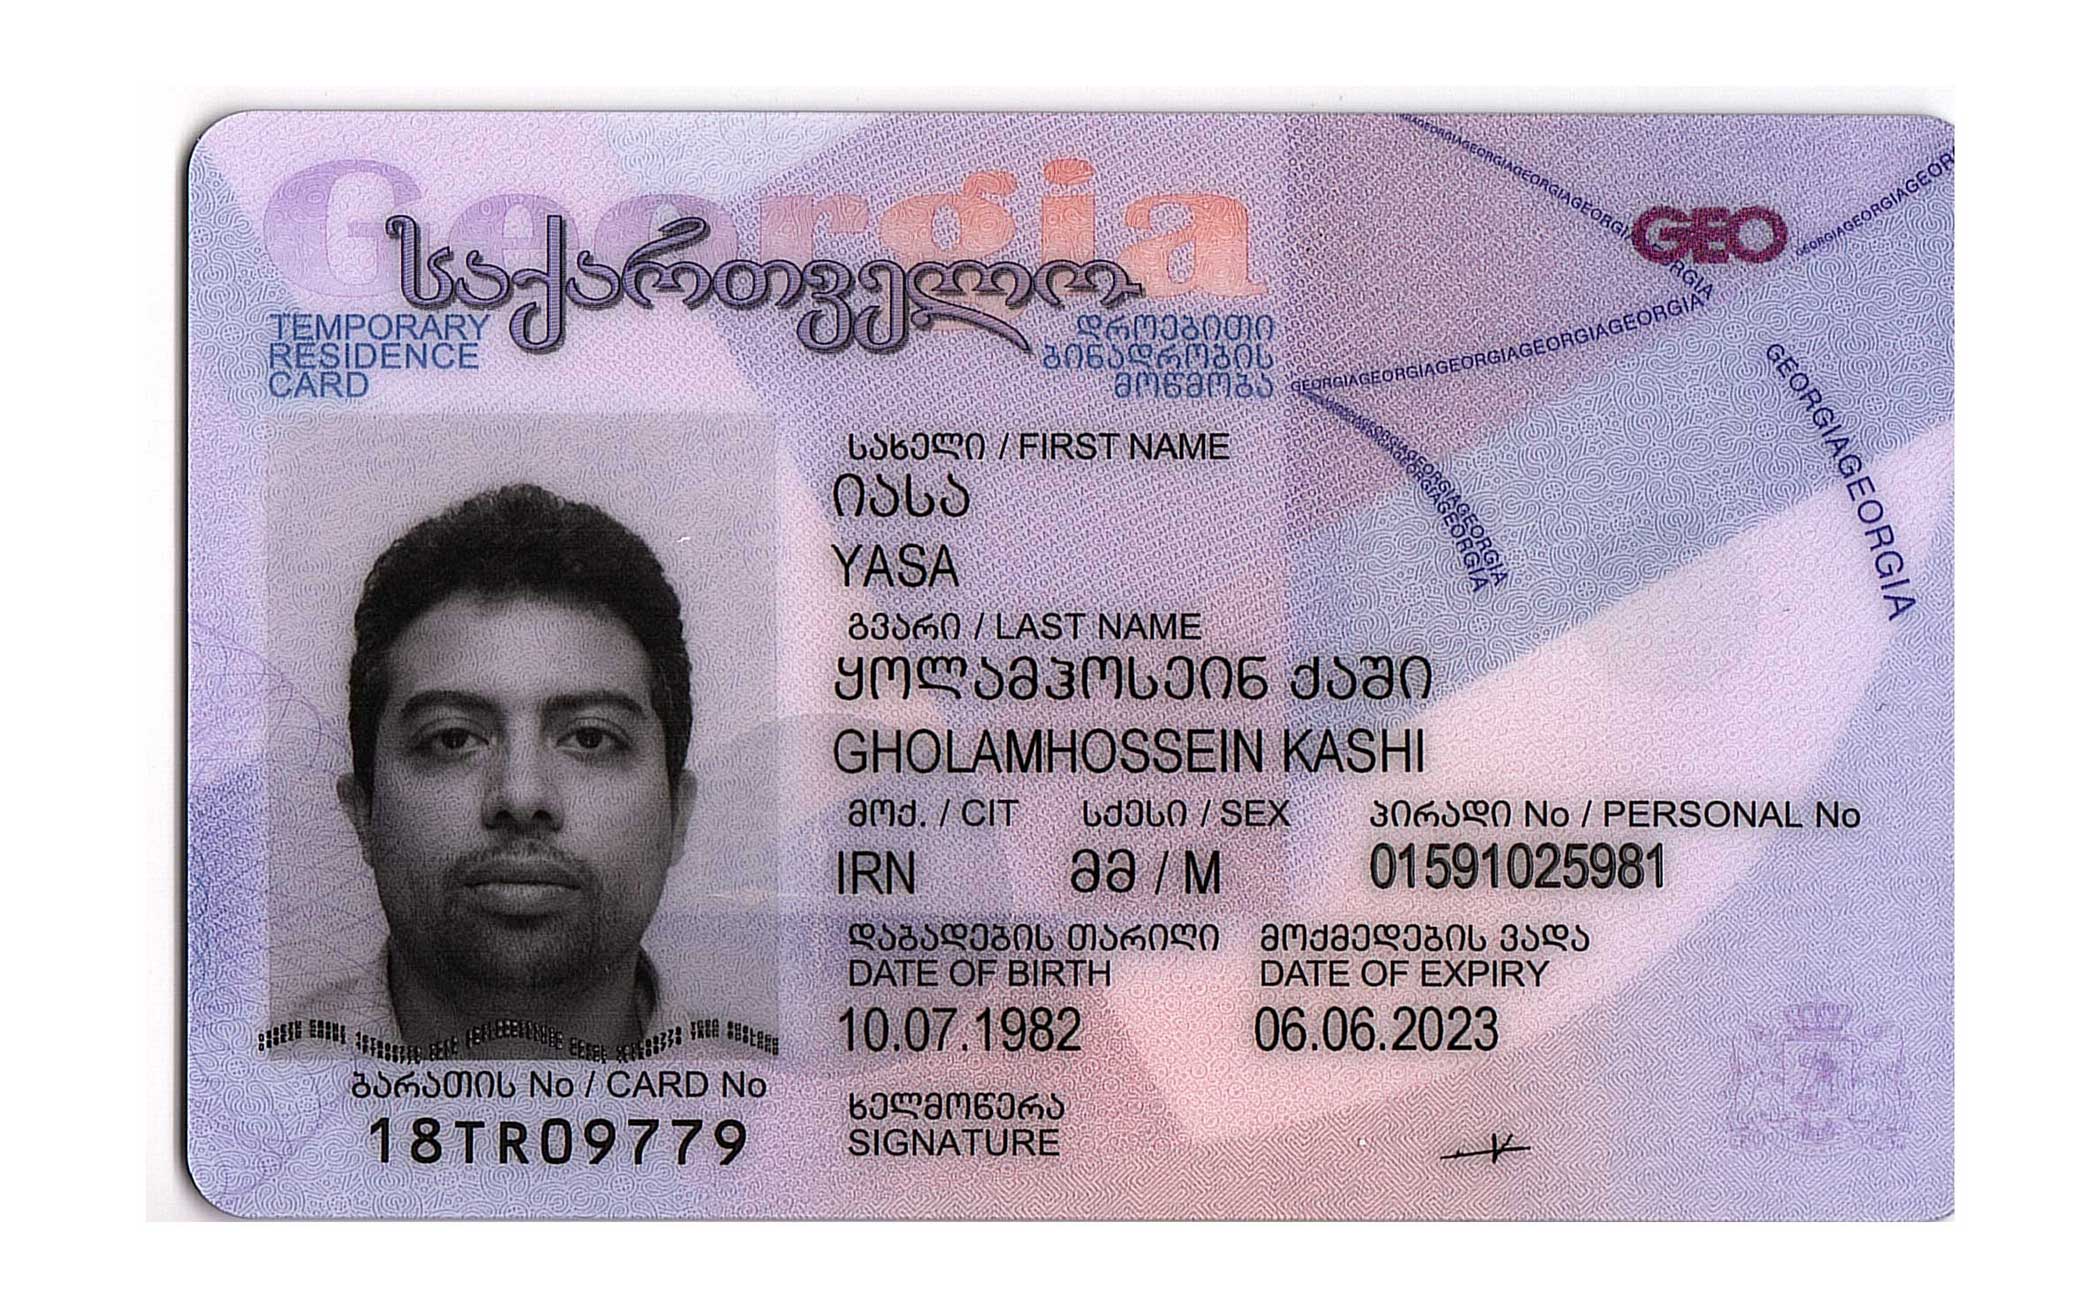 Georgia
საქართველო
GEO
TEMPORARY
RESIDENCE
CARD
დროებითი
ბინადრობის
მოწმობა
GEORGIAGEORGIAGEORGIAGEORGIA
სახელი / FIRST NAME
იასა
YASA
გვარი / LAST NAME
ყოლამჰოსეინ ქაში
GHOLAMHOSSEIN KASHI
მოქ. / CIT სქესი / SEX პირადი No / PERSONAL No
IRN მმ / M 01591025981
დაბადების თარიღი მოქმედების ვადა
DATE OF BIRTH DATE OF EXPIRY
10.07.1982 06.06.2023
ბარათის No / CARD No
18TR09779
ხელმოწერა
SIGNATURE